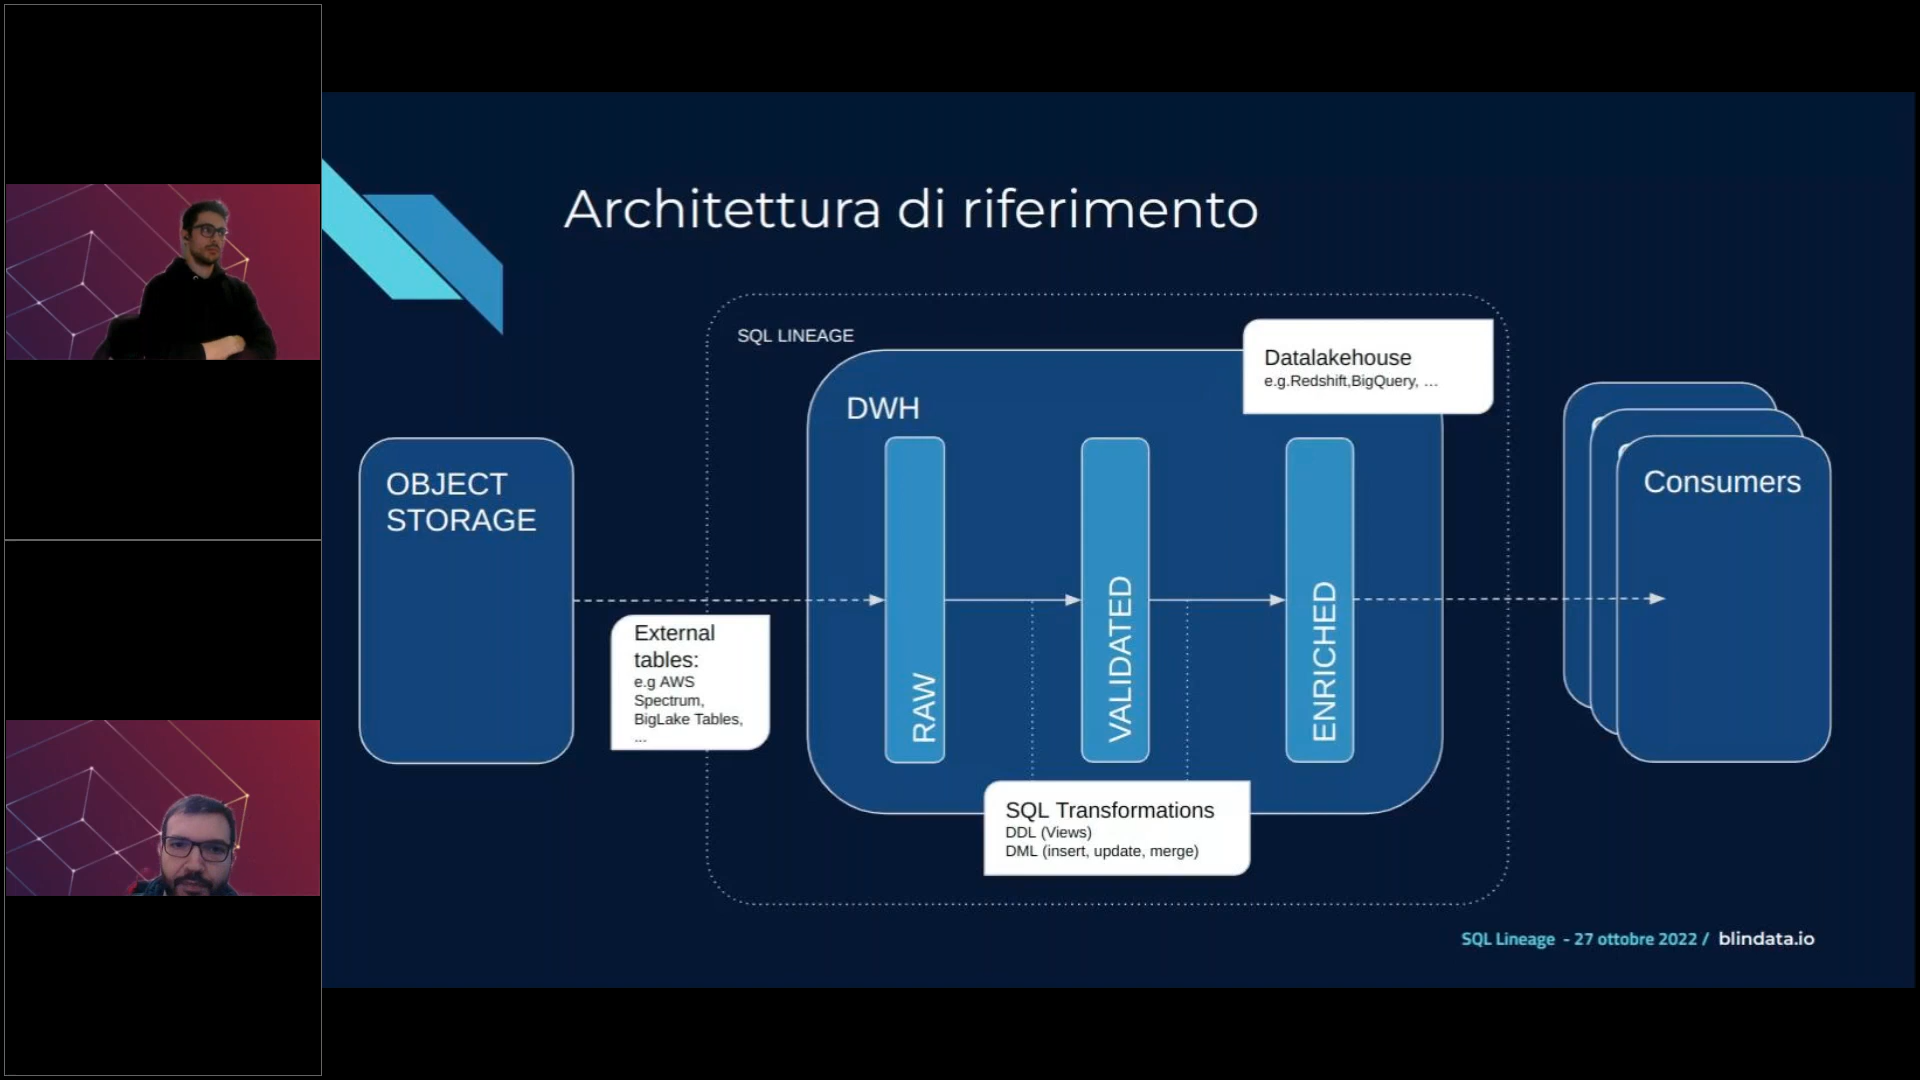 Architettura di riferimento
SQL LINEAGE
Datalakehouse
e.g.Redshift,BigQuery, ...
DWH
OBJECT
STORAGE
Consumers
External
tables:
e.g AWS
Spectrum,
BigLake Tables,
...
RAW
VALIDATED
ENRICHED
SQL Transformations
DDL (Views)
DML (insert, update, merge)
SQL Lineage - 27 ottobre 2022 / blindata.io